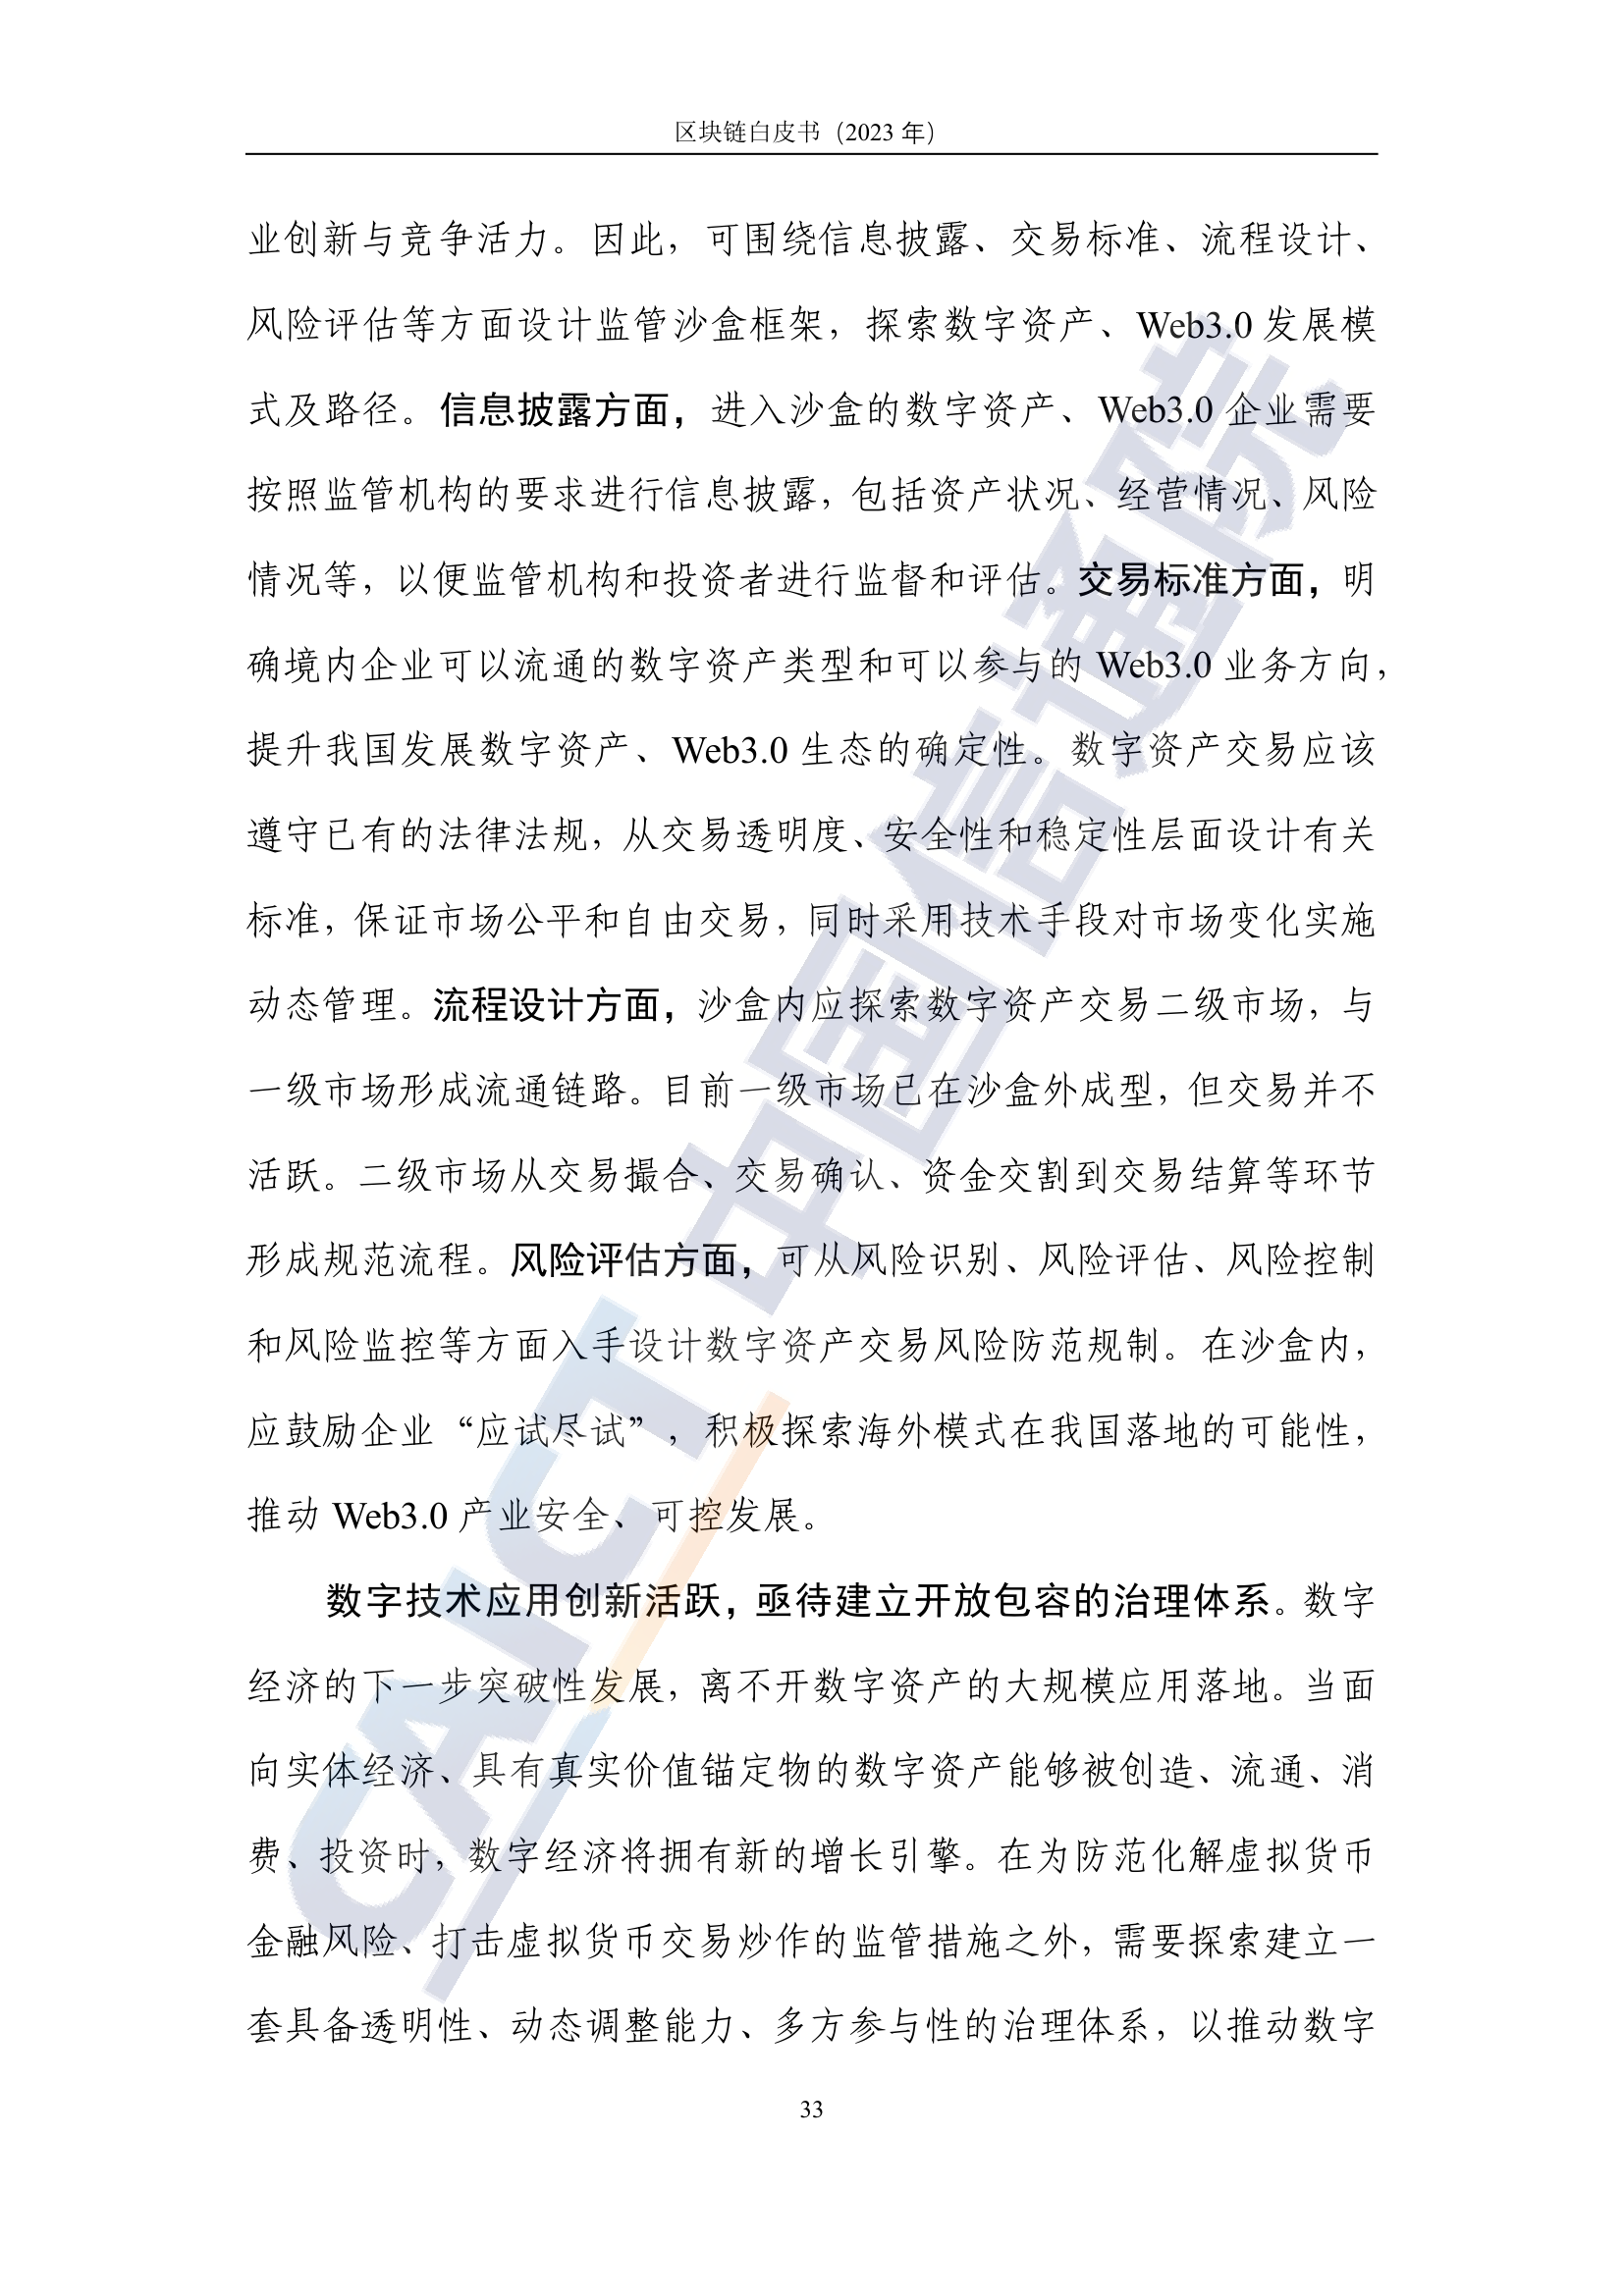 区块链白皮书（2023 年）
业创新与竞争活力。因此，可围绕信息披露、交易标准、流程设计、
风险评估等方面设计监管沙盒框架，探索数字资产、Web3.0 发展模
式及路径。信息披露方面，进入沙盒的数字资产、Web3.0 企业需要
按照监管机构的要求进行信息披露，包括资产状况、经营情况、风险
情况等，以便监管机构和投资者进行监督和评估。交易标准方面，明
确境内企业可以流通的数字资产类型和可以参与的 Web3.0 业务方向，
提升我国发展数字资产、Web3.0 生态的确定性。数字资产交易应该
遵守已有的法律法规，从交易透明度、安全性和稳定性层面设计有关
标准，保证市场公平和自由交易，同时采用技术手段对市场变化实施
动态管理。流程设计方面，沙盒内应探索数字资产交易二级市场，与
一级市场形成流通链路。目前一级市场已在沙盒外成型，但交易并不
活跃。二级市场从交易撮合、交易确认、资金交割到交易结算等环节
形成规范流程。风险评估方面，可从风险识别、风险评估、风险控制
和风险监控等方面入手设计数字资产交易风险防范规制。在沙盒内，
应鼓励企业“应试尽试”，积极探索海外模式在我国落地的可能性，
推动 Web3.0 产业安全、可控发展。
数字技术应用创新活跃，亟待建立开放包容的治理体系。数字
经济的下一步突破性发展，离不开数字资产的大规模应用落地。当面
向实体经济、具有真实价值锚定物的数字资产能够被创造、流通、消
费、投资时，数字经济将拥有新的增长引擎。在为防范化解虚拟货币
金融风险、打击虚拟货币交易炒作的监管措施之外，需要探索建立一
套具备透明性、动态调整能力、多方参与性的治理体系，以推动数字
33
CAICT 中国信通院